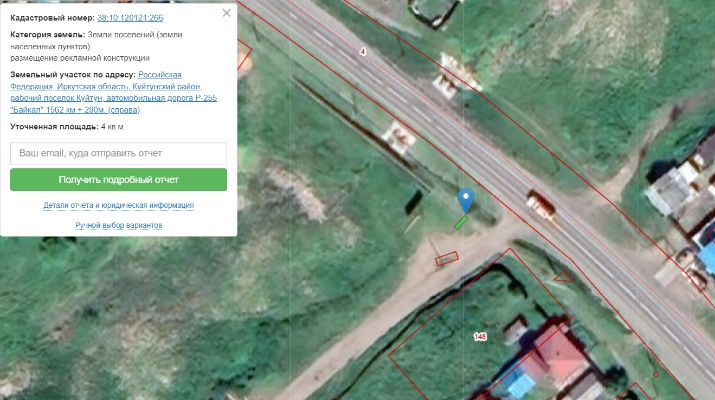 Кадастровый номер: 38:10:120121:266
Категория земель: Земли поселений (земли
населенных пунктов)
размещение рекламной конструкции
Земельный участок по адресу: Российская
Федерация, Иркутская область, Куйтунский район,
рабочий поселок Куйтун, автомобильная дорога Р-255
"Байкал" 1562 км + 290м. (справа)
Уточненная площадь: 4 кв м
Ваш email, куда отправить отчет
Получить подробный отчет
Детали отчета и юридическая информация
Ручной выбор вариантов
4
148